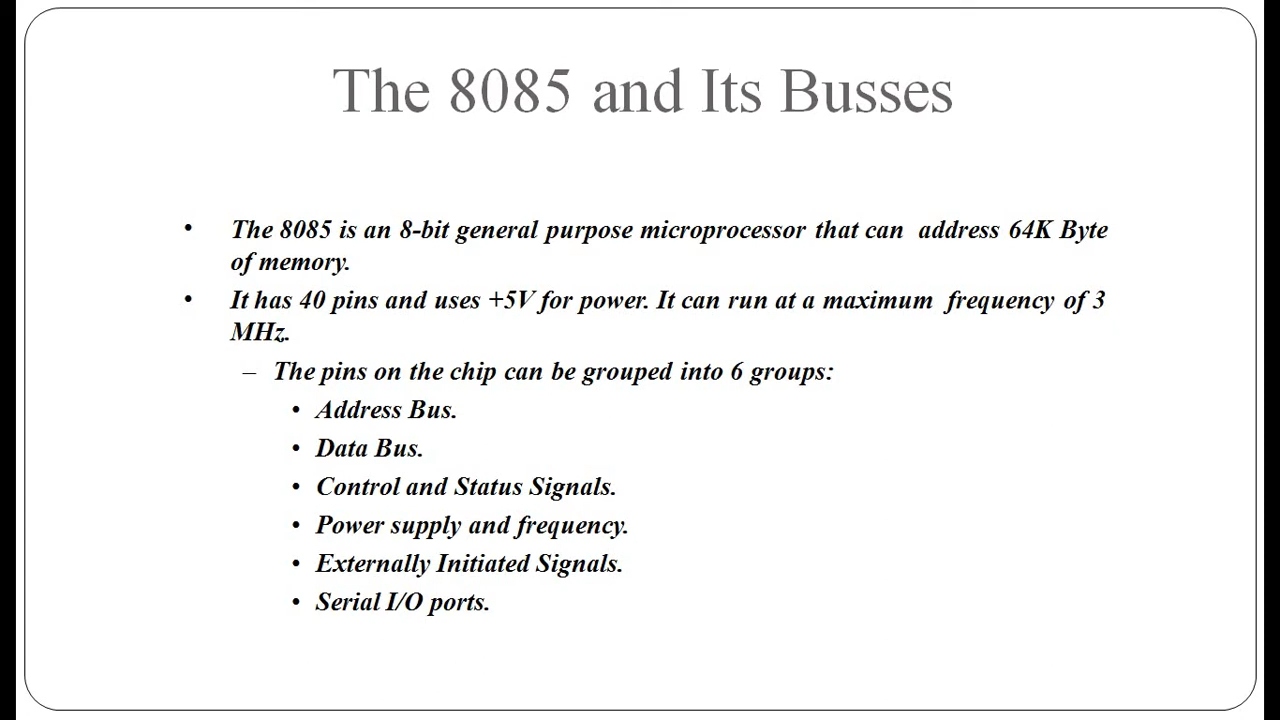 The 8085 and Its Busses
• The 8085 is an 8-bit general purpose microprocessor that can address 64K Byte
of memory.
• It has 40 pins and uses +5V for power. It can run at a maximum frequency of 3
MHz.
– The pins on the chip can be grouped into 6 groups:
• Address Bus.
• Data Bus.
• Control and Status Signals.
• Power supply and frequency.
• Externally Initiated Signals.
• Serial I/O ports.